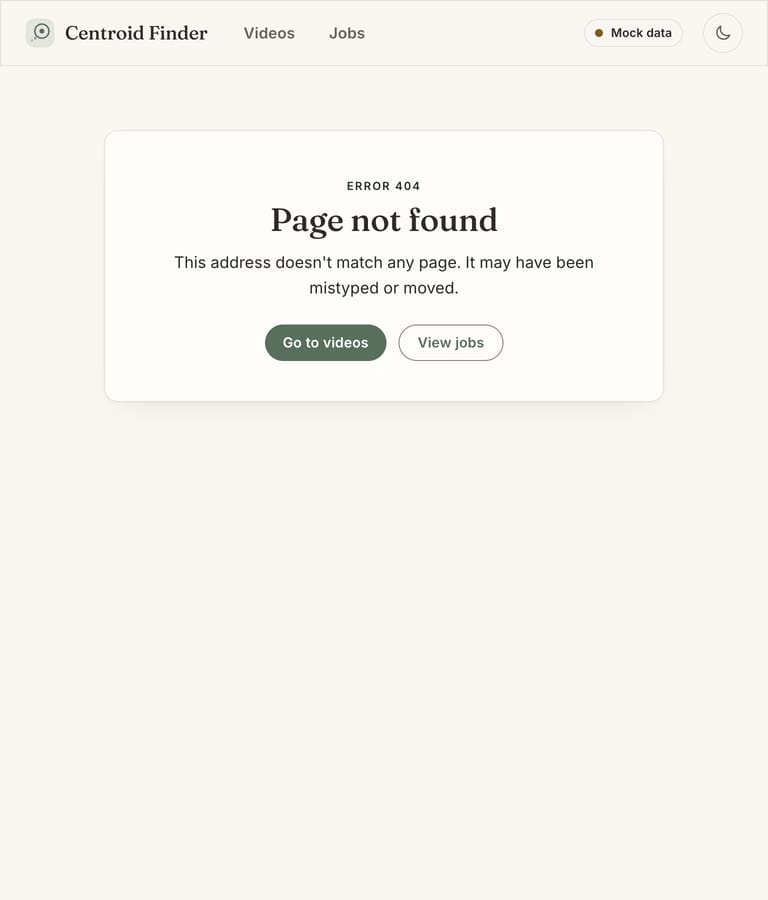 Centroid Finder
Videos
Jobs
Mock data
ERROR 404
Page not found
This address doesn't match any page. It may have been
mistyped or moved.
Go to videos
View jobs